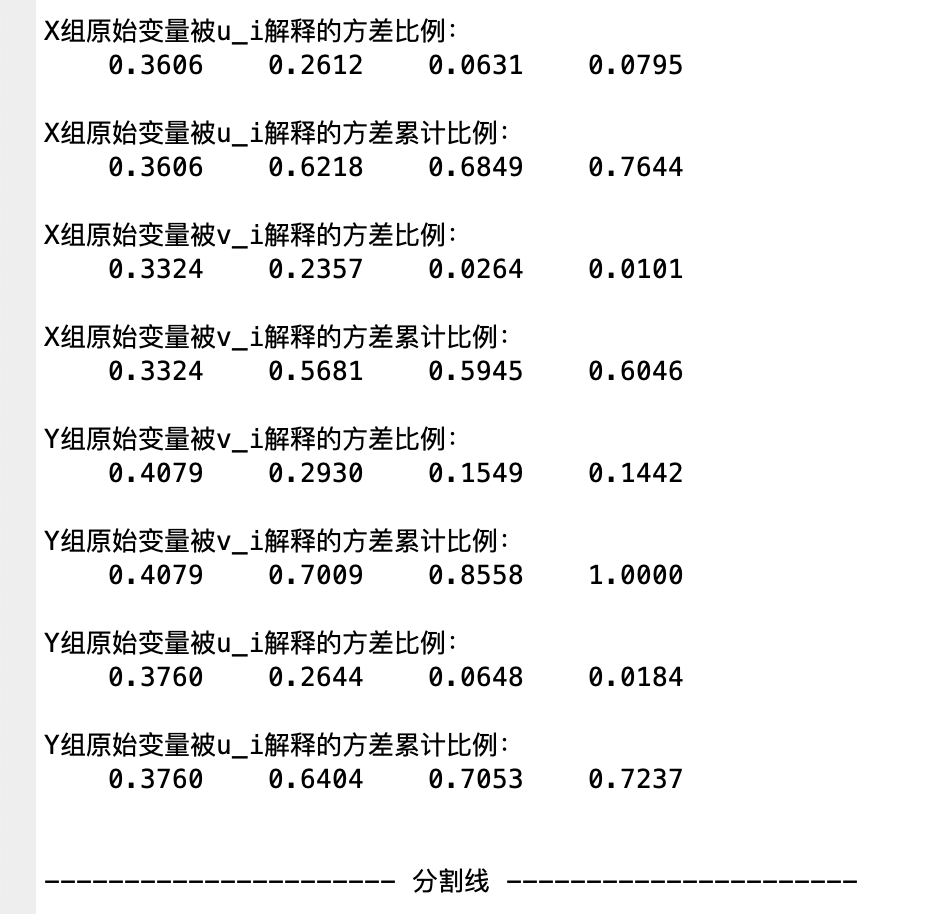 X组原始变量被u_i解释的方差比例：
0.3606 0.2612 0.0631 0.0795
X组原始变量被u_i解释的方差累计比例：
0.3606 0.6218 0.6849 0.7644
X组原始变量被v_i解释的方差比例：
0.3324 0.2357 0.0264 0.0101
X组原始变量被v_i解释的方差累计比例：
0.3324 0.5681 0.5945 0.6046
Y组原始变量被v_i解释的方差比例：
0.4079 0.2930 0.1549 0.1442
Y组原始变量被v_i解释的方差累计比例：
0.4079 0.7009 0.8558 1.0000
Y组原始变量被u_i解释的方差比例：
0.3760 0.2644 0.0648 0.0184
Y组原始变量被u_i解释的方差累计比例：
0.3760 0.6404 0.7053 0.7237
---------------------- 分割线 ----------------------